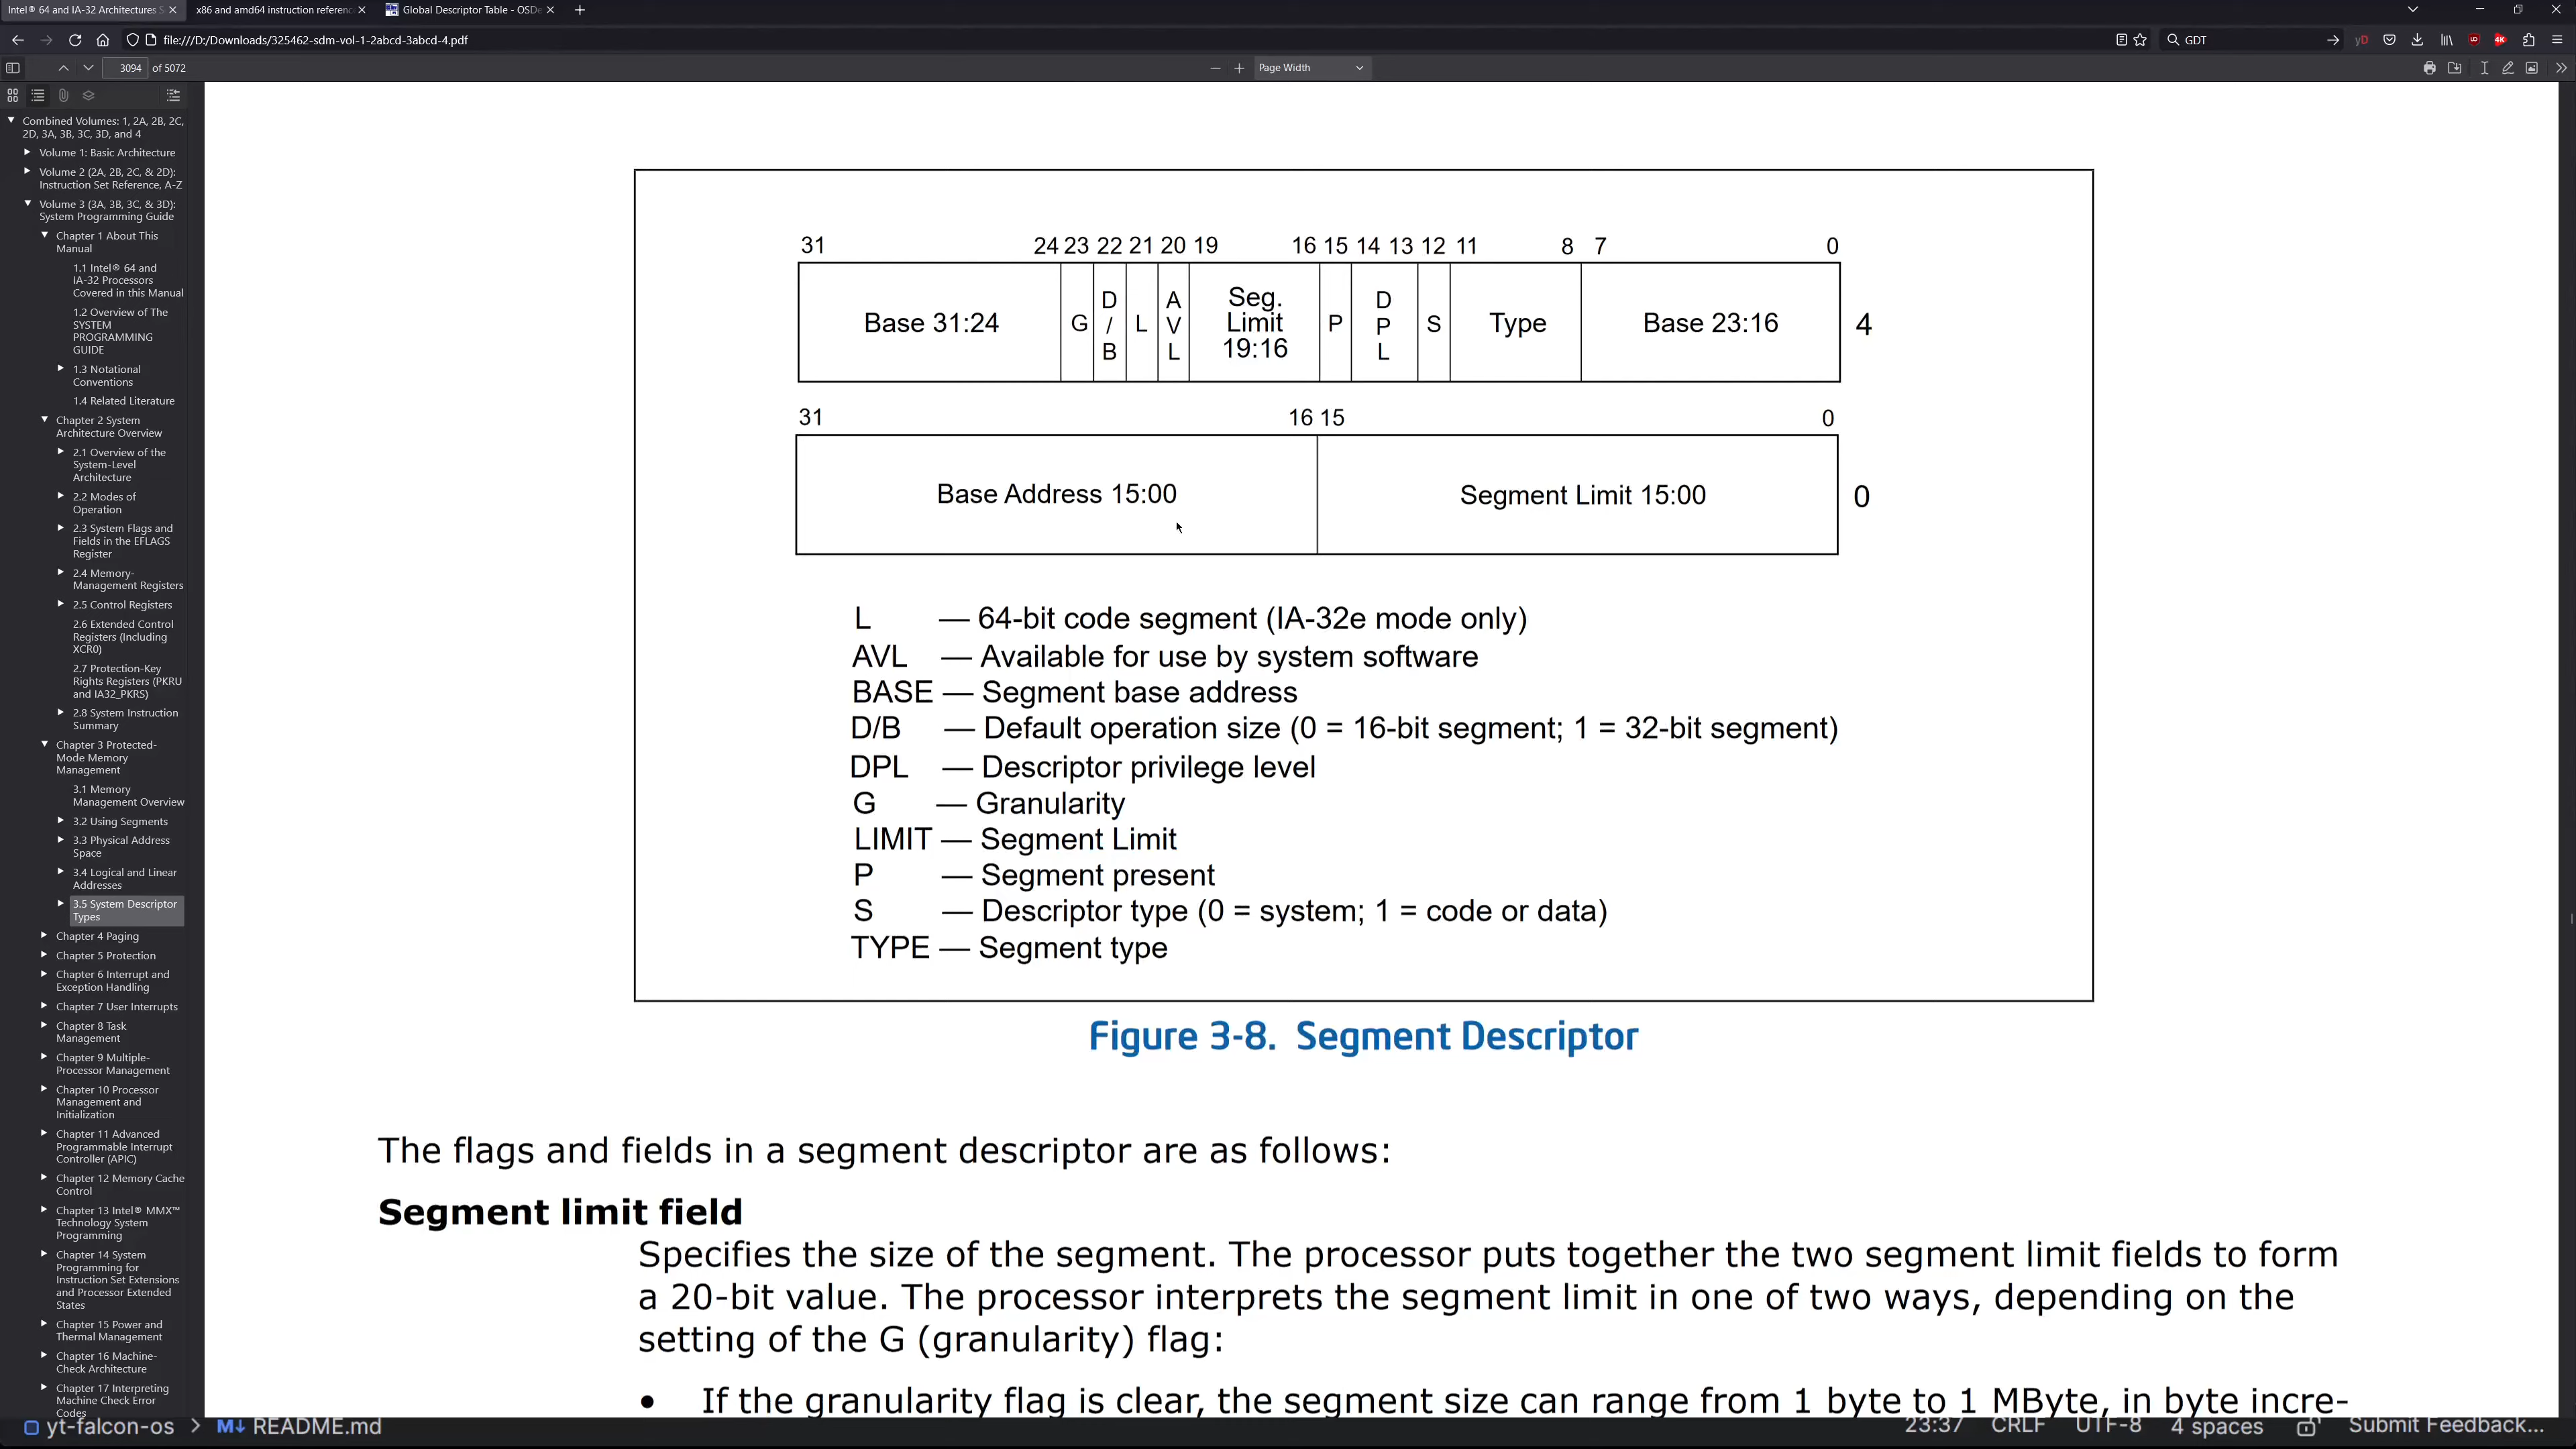 Intel® 64 and IA-32 Architectures S
x86 and amd64 instruction referenc
Global Descriptor Table - OSDe
file:///D:/Downloads/325462-sdm-vol-1-2abcd-3abcd-4.pdf
GDT
3094 of 5072
Page Width
Combined Volumes: 1, 2A, 2B, 2C,
2D, 3A, 3B, 3C, 3D, and 4
Volume 1: Basic Architecture
Volume 2 (2A, 2B, 2C, & 2D):
Instruction Set Reference, A-Z
Volume 3 (3A, 3B, 3C, & 3D):
System Programming Guide
Chapter 1 About This
Manual
1.1 Intel® 64 and
IA-32 Processors
Covered in this Manual
1.2 Overview of The
SYSTEM
PROGRAMMING
GUIDE
1.3 Notational
Conventions
1.4 Related Literature
Chapter 2 System
Architecture Overview
2.1 Overview of the
System-Level
Architecture
2.2 Modes of
Operation
2.3 System Flags and
Fields in the EFLAGS
Register
2.4 Memory-
Management Registers
2.5 Control Registers
2.6 Extended Control
Registers (Including
XCR0)
2.7 Protection-Key
Rights Registers (PKRU
and IA32_PKRS)
2.8 System Instruction
Summary
Chapter 3 Protected-
Mode Memory
Management
3.1 Memory
Management Overview
3.2 Using Segments
3.3 Physical Address
Space
3.4 Logical and Linear
Addresses
3.5 System Descriptor
Types
Chapter 4 Paging
Chapter 5 Protection
Chapter 6 Interrupt and
Exception Handling
Chapter 7 User Interrupts
Chapter 8 Task
Management
Chapter 9 Multiple-
Processor Management
Chapter 10 Processor
Management and
Initialization
Chapter 11 Advanced
Programmable Interrupt
Controller (APIC)
Chapter 12 Memory Cache
Control
Chapter 13 Intel® MMX™
Technology System
Programming
Chapter 14 System
Programming for
Instruction Set Extensions
and Processor Extended
States
Chapter 15 Power and
Thermal Management
Chapter 16 Machine-
Check Architecture
Chapter 17 Interpreting
Machine Check Error
Codes
31 24 23 22 21 20 19 16 15 14 13 12 11 8 7 0
Base 31:24 G D/B L AVL Seg. Limit 19:16 P DPL S Type Base 23:16 4
31 16 15 0
Base Address 15:00 Segment Limit 15:00 0
L — 64-bit code segment (IA-32e mode only)
AVL — Available for use by system software
BASE — Segment base address
D/B — Default operation size (0 = 16-bit segment; 1 = 32-bit segment)
DPL — Descriptor privilege level
G — Granularity
LIMIT — Segment Limit
P — Segment present
S — Descriptor type (0 = system; 1 = code or data)
TYPE — Segment type
Figure 3-8. Segment Descriptor
The flags and fields in a segment descriptor are as follows:
Segment limit field
Specifies the size of the segment. The processor puts together the two segment limit fields to form
a 20-bit value. The processor interprets the segment limit in one of two ways, depending on the
setting of the G (granularity) flag:
• If the granularity flag is clear, the segment size can range from 1 byte to 1 MByte, in byte incre-
yt-falcon-os > M↓ README.md
23:37 CRLF UTF-8 4 spaces Submit Feedback...